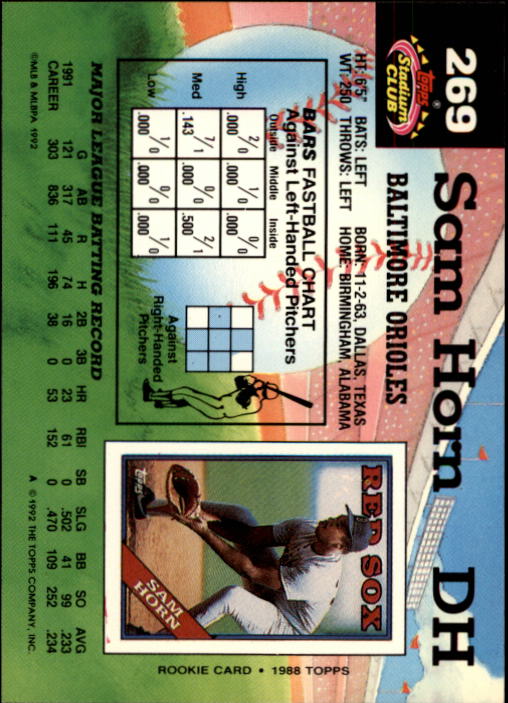 269
Topps®
Stadium
CLUB
Sam Horn DH
BALTIMORE ORIOLES
HT: 6'5" BATS: LEFT BORN: 11-2-63, DALLAS, TEXAS
WT: 250 THROWS: LEFT HOME: BIRMINGHAM, ALABAMA
BARS FASTBALL CHART
Against Left-Handed Pitchers
Outside Middle Inside
High 2/0 .000 1/0 .000 0/0 .000
Med 7/1 .143 0/0 .000 2/1 .500
Low 1/0 .000 0/0 .000 1/0 .000
Against
Right-Handed
Pitchers
RED SOX
SAM HORN
topps
ROOKIE CARD • 1988 TOPPS
MAJOR LEAGUE BATTING RECORD
G AB R H 2B 3B HR RBI SB SLG BB SO AVG
1991 121 317 45 74 16 0 23 61 0 .502 41 99 .233
CAREER 303 836 111 196 38 0 53 152 0 .470 109 252 .234
©MLB & MLBPA 1992 A ©1992 THE TOPPS COMPANY, INC.